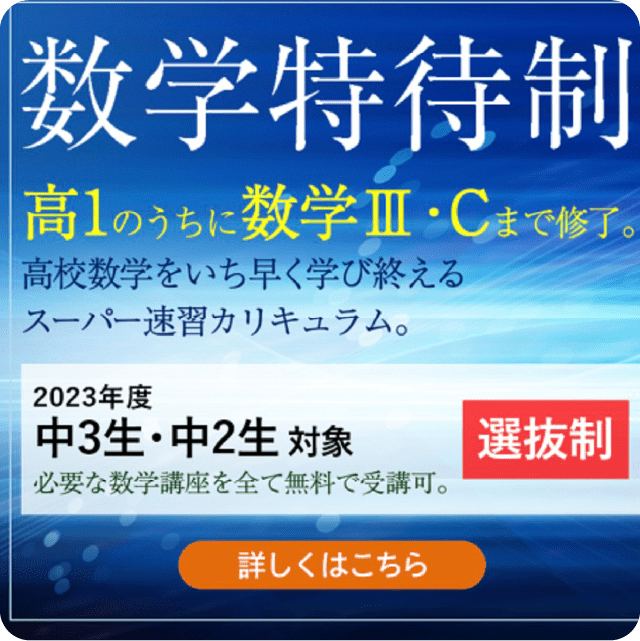 数学特待制
高1のうちに数学Ⅲ・Cまで修了。
高校数学をいち早く学び終える
スーパー速習カリキュラム。
2023年度
中3生・中2生 対象
選抜制
必要な数学講座を全て無料で受講可。
詳しくはこちら